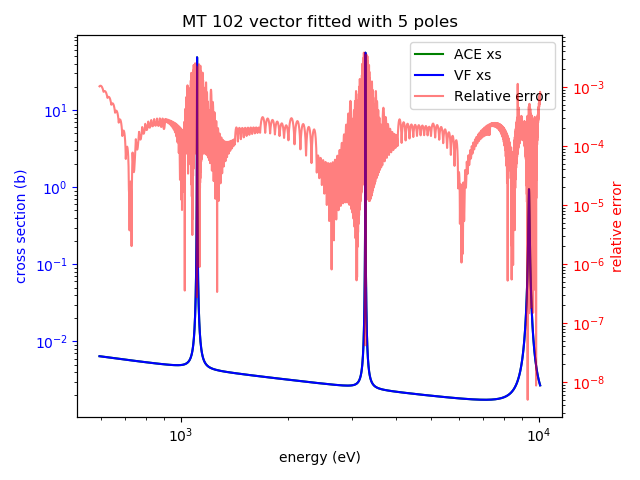 MT 102 vector fitted with 5 poles
ACE xs
VF xs
Relative error
cross section (b)
10¹
10⁰
10⁻¹
10⁻²
10⁻³
10⁻⁴
10⁻⁵
10⁻⁶
10⁻⁷
10⁻⁸
relative error
10³
10⁴
energy (eV)